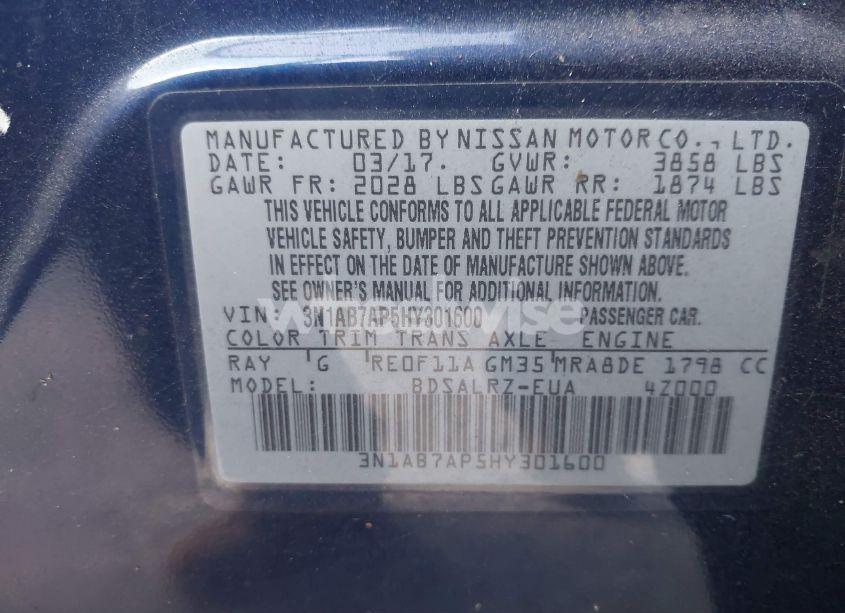 MANUFACTURED BY NISSAN MOTOR CO., LTD.
DATE: 03/17. GVWR: 3858 LBS
GAWR FR: 2028 LBS GAWR RR: 1874 LBS
THIS VEHICLE CONFORMS TO ALL APPLICABLE FEDERAL MOTOR
VEHICLE SAFETY, BUMPER AND THEFT PREVENTION STANDARDS
IN EFFECT ON THE DATE OF MANUFACTURE SHOWN ABOVE.
SEE OWNER'S MANUAL FOR ADDITIONAL INFORMATION.
VIN: 3N1AB7AP5HY301600 PASSENGER CAR.
COLOR TRIM TRANS AXLE ENGINE
RAY G RE0F11A GM35 MRA8DE 1798 CC
MODEL: BDSALRZ-EUA 4Z000
3N1AB7AP5HY301600